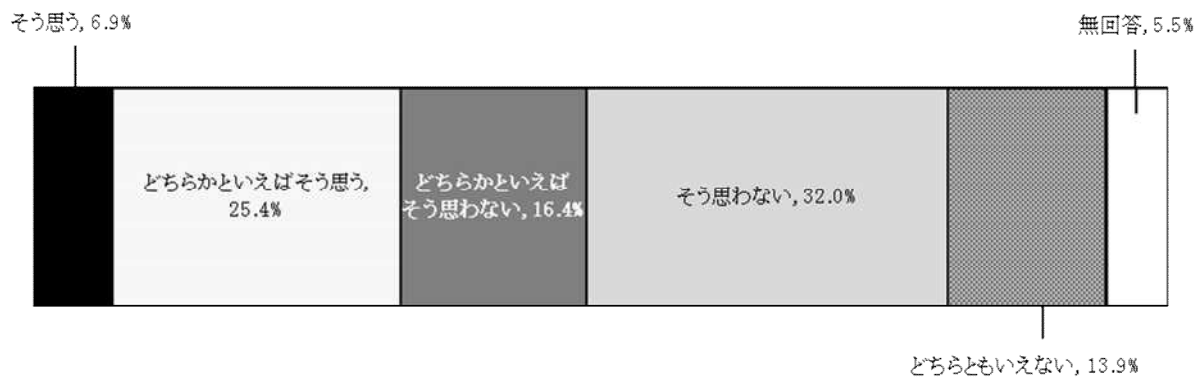 そう思う, 6.9%
無回答, 5.5%
どちらかといえばそう思う,
25.4%
どちらかといえば
そう思わない, 16.4%
そう思わない, 32.0%
どちらともいえない, 13.9%